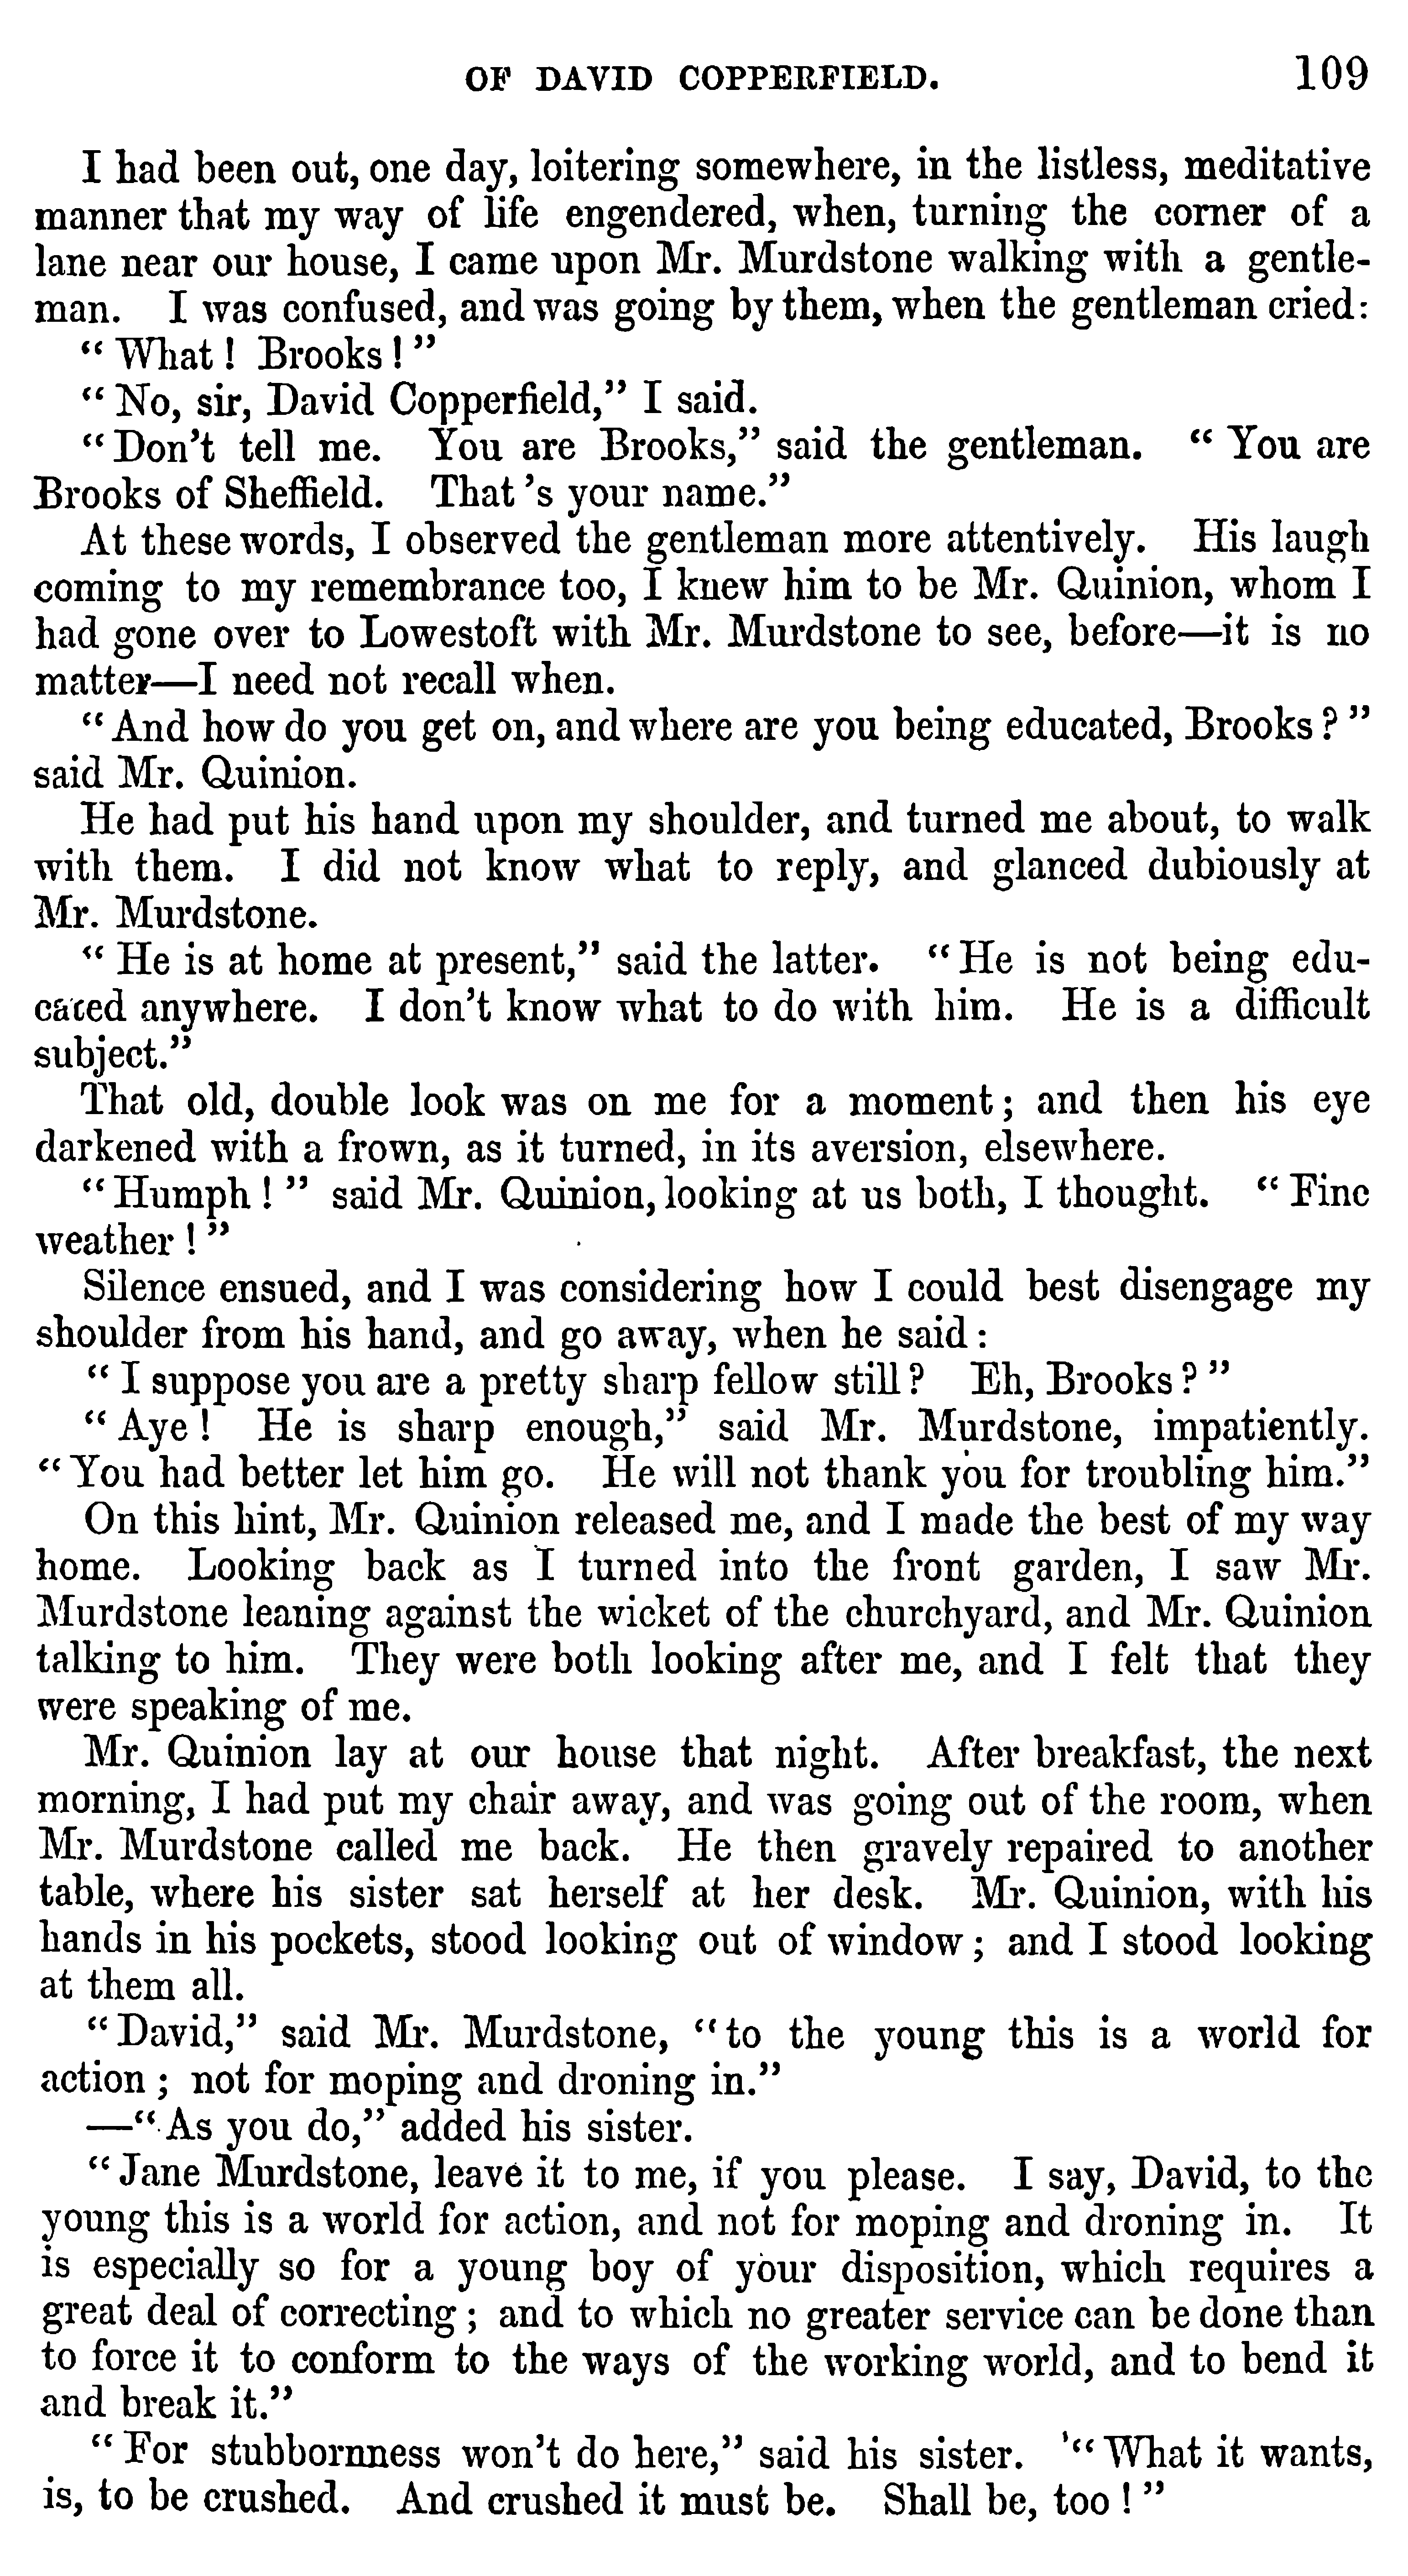 OF DAVID COPPERFIELD. 109
I had been out, one day, loitering somewhere, in the listless, meditative
manner that my way of life engendered, when, turning the corner of a
lane near our house, I came upon Mr. Murdstone walking with a gentle-
man. I was confused, and was going by them, when the gentleman cried:
“What! Brooks!”
“No, sir, David Copperfield,” I said.
“Don’t tell me. You are Brooks,” said the gentleman. “You are
Brooks of Sheffield. That ’s your name.”
At these words, I observed the gentleman more attentively. His laugh
coming to my remembrance too, I knew him to be Mr. Quinion, whom I
had gone over to Lowestoft with Mr. Murdstone to see, before—it is no
matter—I need not recall when.
“And how do you get on, and where are you being educated, Brooks?”
said Mr. Quinion.
He had put his hand upon my shoulder, and turned me about, to walk
with them. I did not know what to reply, and glanced dubiously at
Mr. Murdstone.
“He is at home at present,” said the latter. “He is not being edu-
cated anywhere. I don’t know what to do with him. He is a difficult
subject.”
That old, double look was on me for a moment; and then his eye
darkened with a frown, as it turned, in its aversion, elsewhere.
“Humph!” said Mr. Quinion, looking at us both, I thought. “Fine
weather!”
Silence ensued, and I was considering how I could best disengage my
shoulder from his hand, and go away, when he said:
“I suppose you are a pretty sharp fellow still? Eh, Brooks?”
“Aye! He is sharp enough,” said Mr. Murdstone, impatiently.
“You had better let him go. He will not thank you for troubling him.”
On this hint, Mr. Quinion released me, and I made the best of my way
home. Looking back as I turned into the front garden, I saw Mr.
Murdstone leaning against the wicket of the churchyard, and Mr. Quinion
talking to him. They were both looking after me, and I felt that they
were speaking of me.
Mr. Quinion lay at our house that night. After breakfast, the next
morning, I had put my chair away, and was going out of the room, when
Mr. Murdstone called me back. He then gravely repaired to another
table, where his sister sat herself at her desk. Mr. Quinion, with his
hands in his pockets, stood looking out of window; and I stood looking
at them all.
“David,” said Mr. Murdstone, “to the young this is a world for
action; not for moping and droning in.”
—“As you do,” added his sister.
“Jane Murdstone, leave it to me, if you please. I say, David, to the
young this is a world for action, and not for moping and droning in. It
is especially so for a young boy of your disposition, which requires a
great deal of correcting; and to which no greater service can be done than
to force it to conform to the ways of the working world, and to bend it
and break it.”
“For stubbornness won’t do here,” said his sister. “What it wants,
is, to be crushed. And crushed it must be. Shall be, too!”